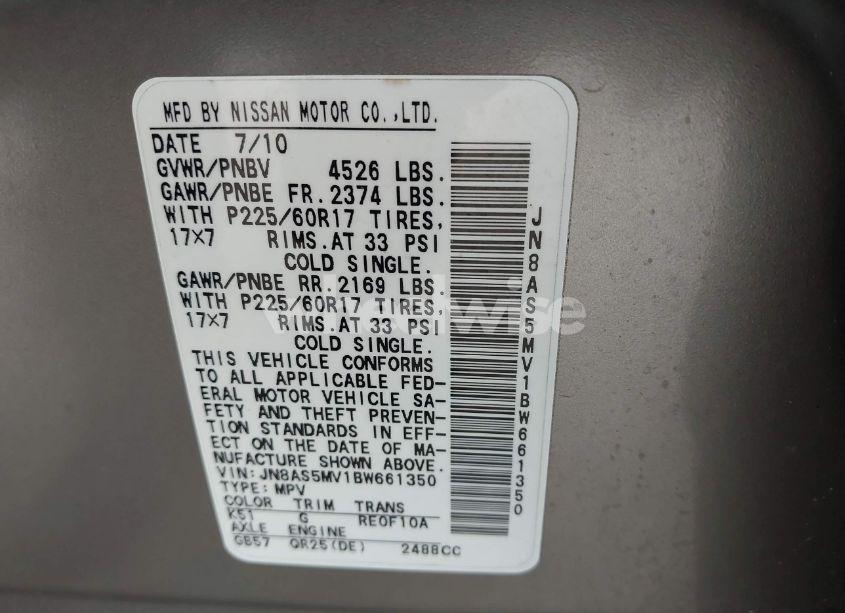 MFD BY NISSAN MOTOR CO.,LTD.
DATE 7/10
GVWR/PNBV 4526 LBS.
GAWR/PNBE FR. 2374 LBS.
WITH P225/60R17 TIRES,
17X7 RIMS. AT 33 PSI
COLD SINGLE.
GAWR/PNBE RR. 2169 LBS.
WITH P225/60R17 TIRES,
17X7 RIMS. AT 33 PSI
COLD SINGLE.
THIS VEHICLE CONFORMS
TO ALL APPLICABLE FED-
ERAL MOTOR VEHICLE SA-
FETY AND THEFT PREVEN-
TION STANDARDS IN EFF-
ECT ON THE DATE OF MA-
NUFACTURE SHOWN ABOVE.
VIN: JN8AS5MV1BW661350
TYPE: MPV
COLOR TRIM TRANS
K51 G RE0F10A
AXLE ENGINE
GB57 QR25(DE) 2488CC
JN8AS5MV1BW661350